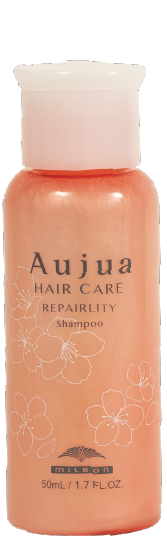 Aujua
HAIR CARE
REPAIRLITY
Shampoo
MILBON
50mL / 1.7 FL.OZ.